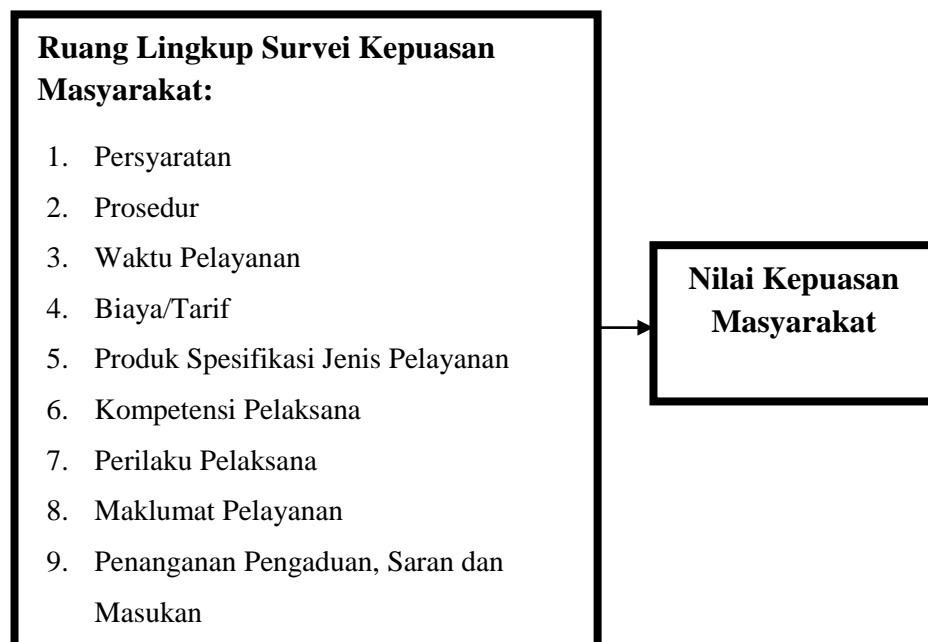 Ruang Lingkup Survei Kepuasan
Masyarakat:
1. Persyaratan
2. Prosedur
3. Waktu Pelayanan
4. Biaya/Tarif
5. Produk Spesifikasi Jenis Pelayanan
6. Kompetensi Pelaksana
7. Perilaku Pelaksana
8. Maklumat Pelayanan
9. Penanganan Pengaduan, Saran dan
Masukan
Nilai Kepuasan
Masyarakat